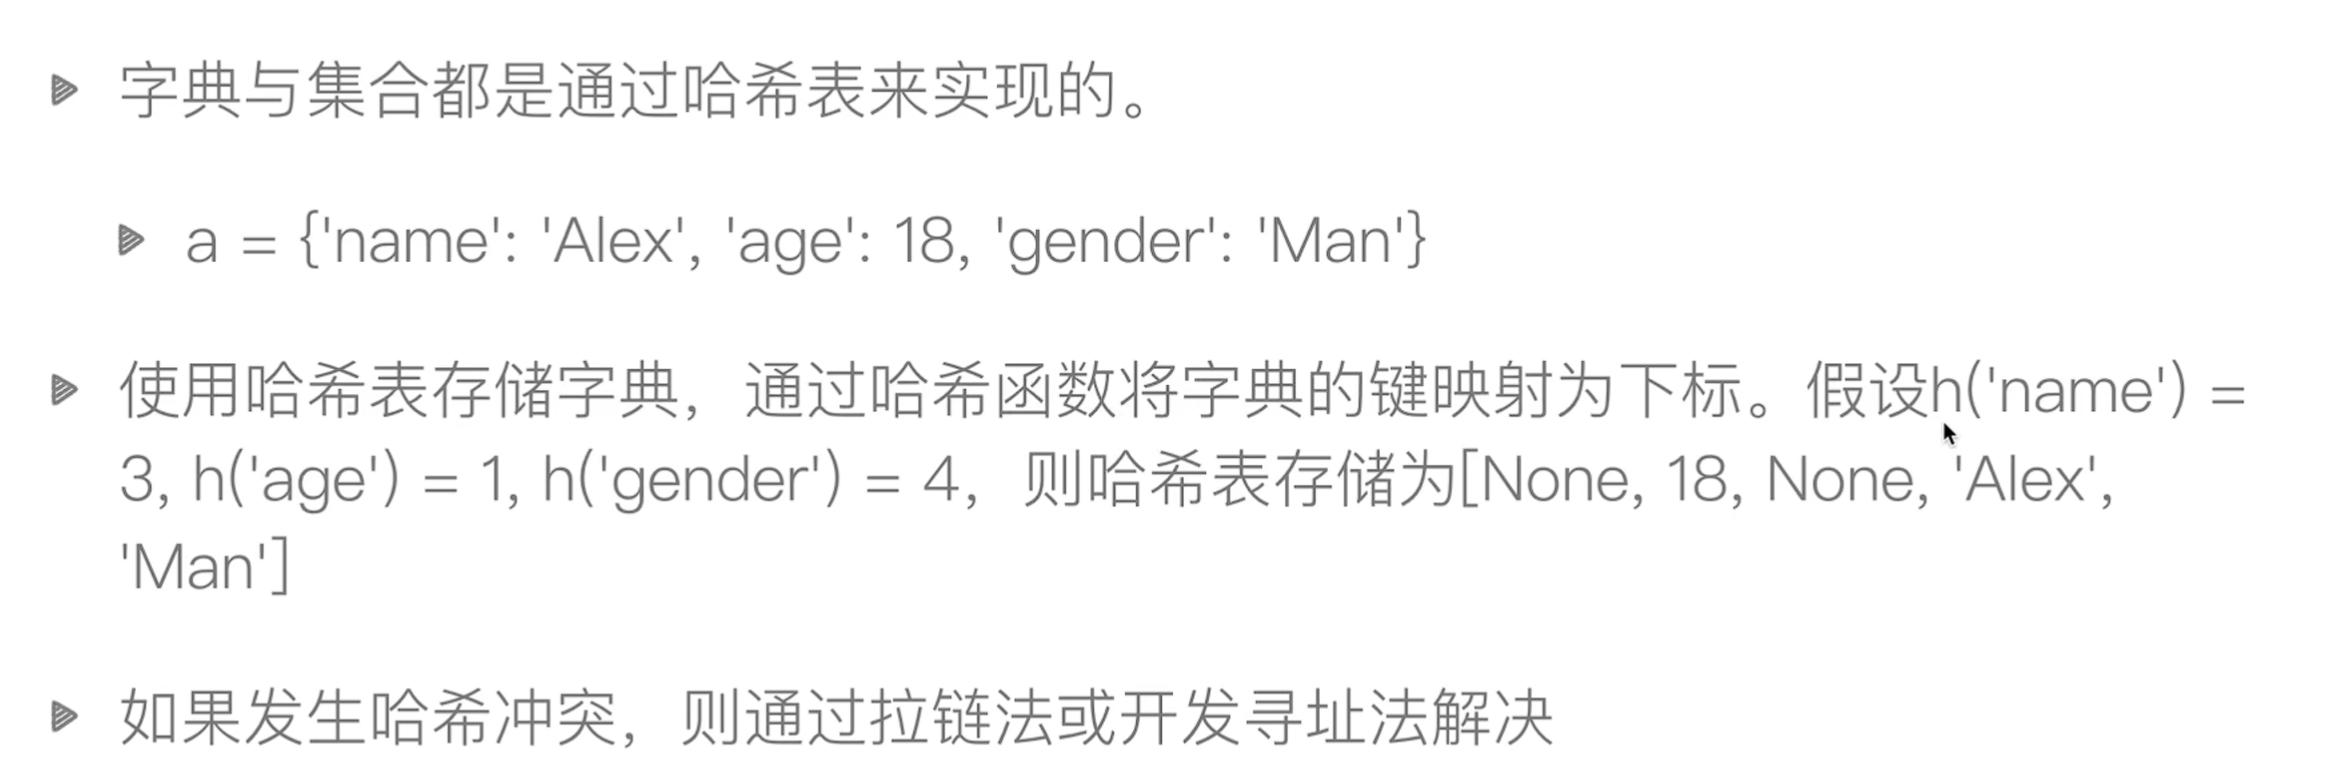 字典与集合都是通过哈希表来实现的。
a = {'name': 'Alex', 'age': 18, 'gender': 'Man'}
使用哈希表存储字典，通过哈希函数将字典的键映射为下标。假设h('name') =
3, h('age') = 1, h('gender') = 4，则哈希表存储为[None, 18, None, 'Alex',
'Man']
如果发生哈希冲突，则通过拉链法或开发寻址法解决